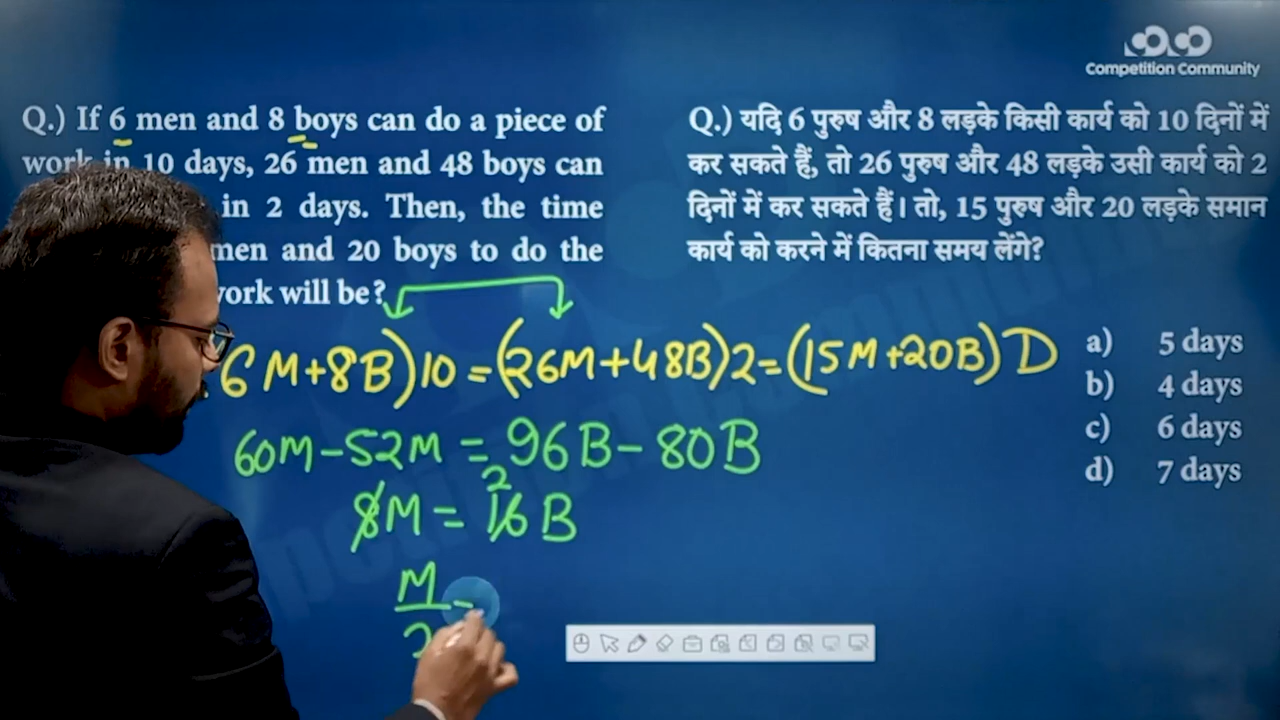 Competition Community
Q.) If 6 men and 8 boys can do a piece of
work in 10 days, 26 men and 48 boys can
in 2 days. Then, the time
men and 20 boys to do the
work will be?
Q.) यदि 6 पुरुष और 8 लड़के किसी कार्य को 10 दिनों में
कर सकते हैं, तो 26 पुरुष और 48 लड़के उसी कार्य को 2
दिनों में कर सकते हैं। तो, 15 पुरुष और 20 लड़के समान
कार्य को करने में कितना समय लेंगे?
6M+8B)10=(26M+48B)2=(15M+20B)D
60M-52M=96B-80B
2
8M=16B
M
2 =
a) 5 days
b) 4 days
c) 6 days
d) 7 days